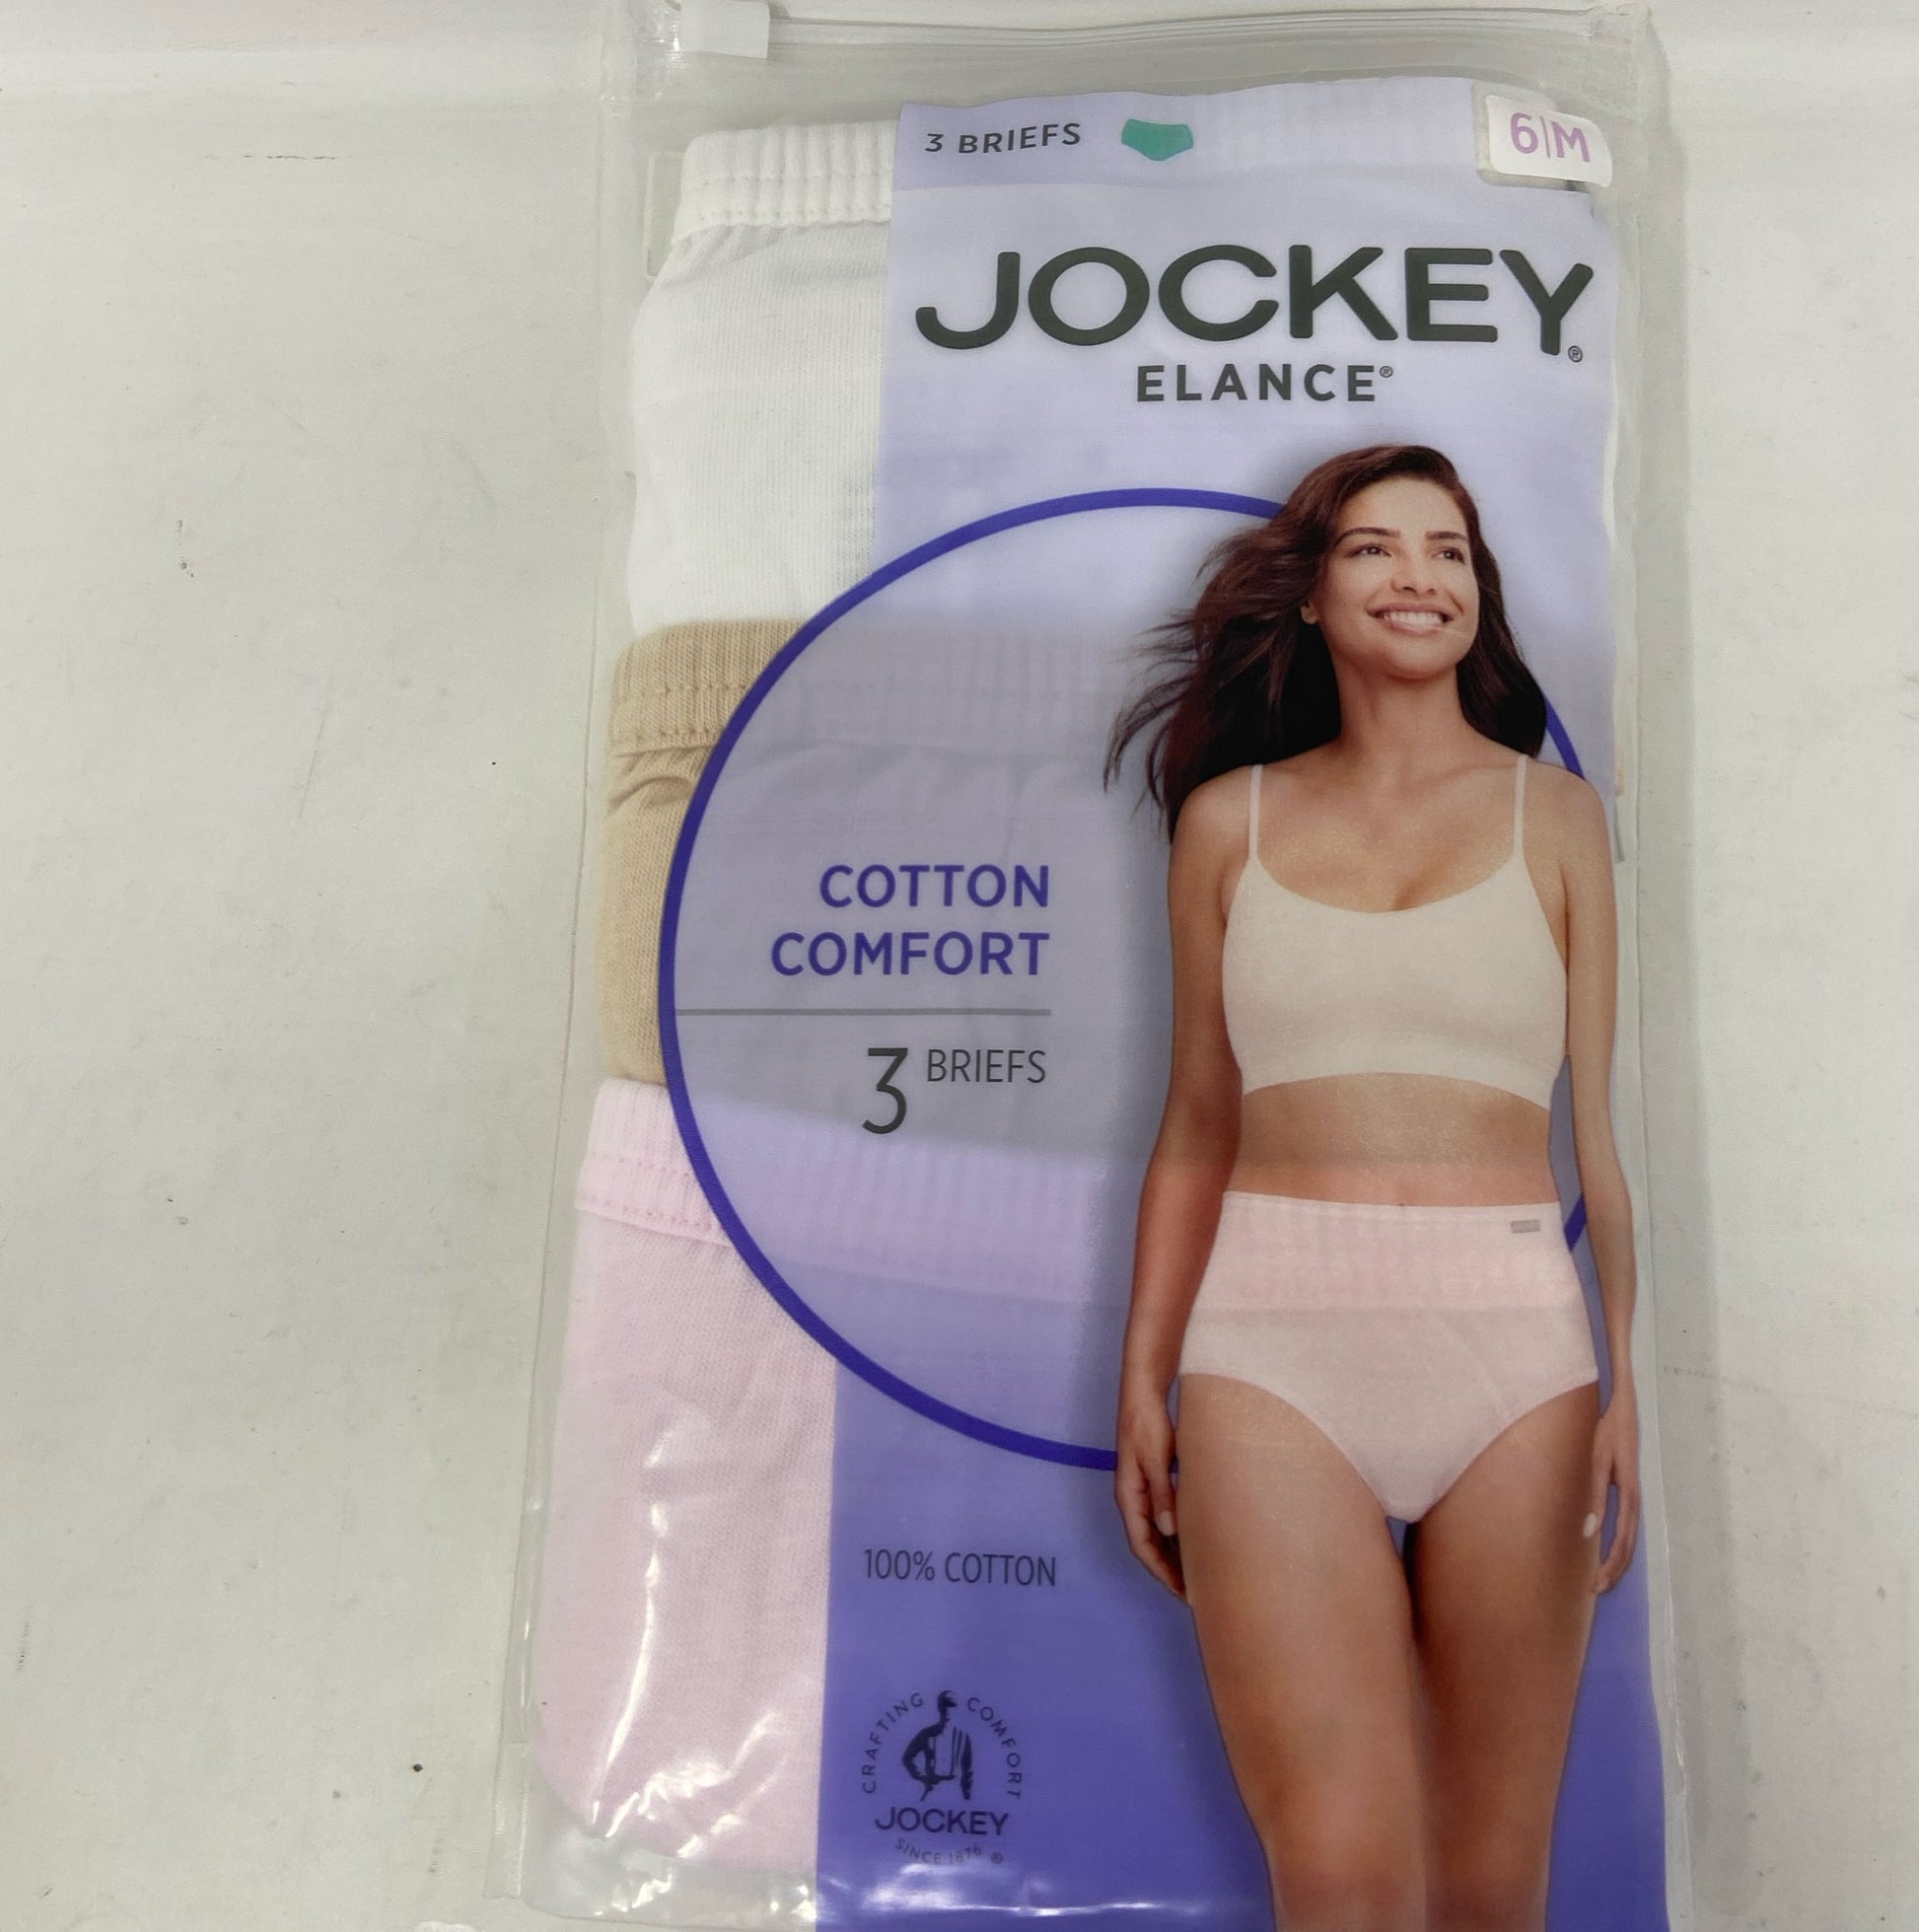 3 BRIEFS
6|M
JOCKEY®
ELANCE®
COTTON
COMFORT
3 BRIEFS
100% COTTON
CRAFTING COMFORT
JOCKEY
SINCE 1876 ®